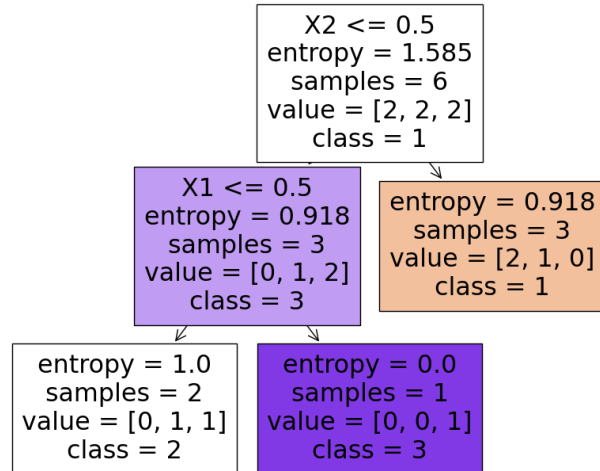 X2 <= 0.5
entropy = 1.585
samples = 6
value = [2, 2, 2]
class = 1
X1 <= 0.5
entropy = 0.918
samples = 3
value = [0, 1, 2]
class = 3
entropy = 0.918
samples = 3
value = [2, 1, 0]
class = 1
entropy = 1.0
samples = 2
value = [0, 1, 1]
class = 2
entropy = 0.0
samples = 1
value = [0, 0, 1]
class = 3